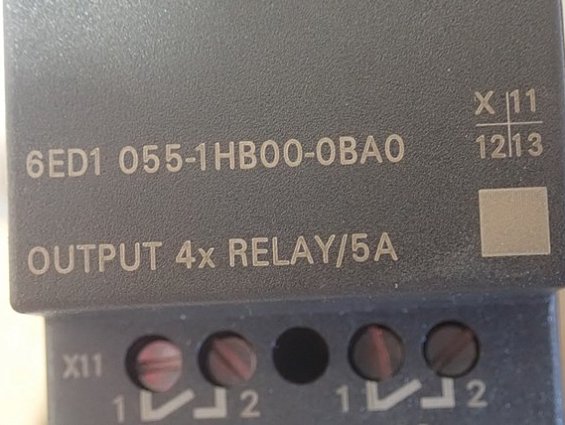 X 11
12 13
6ED1 055-1HB00-0BA0
OUTPUT 4x RELAY/5A
X11
1 2 1 2